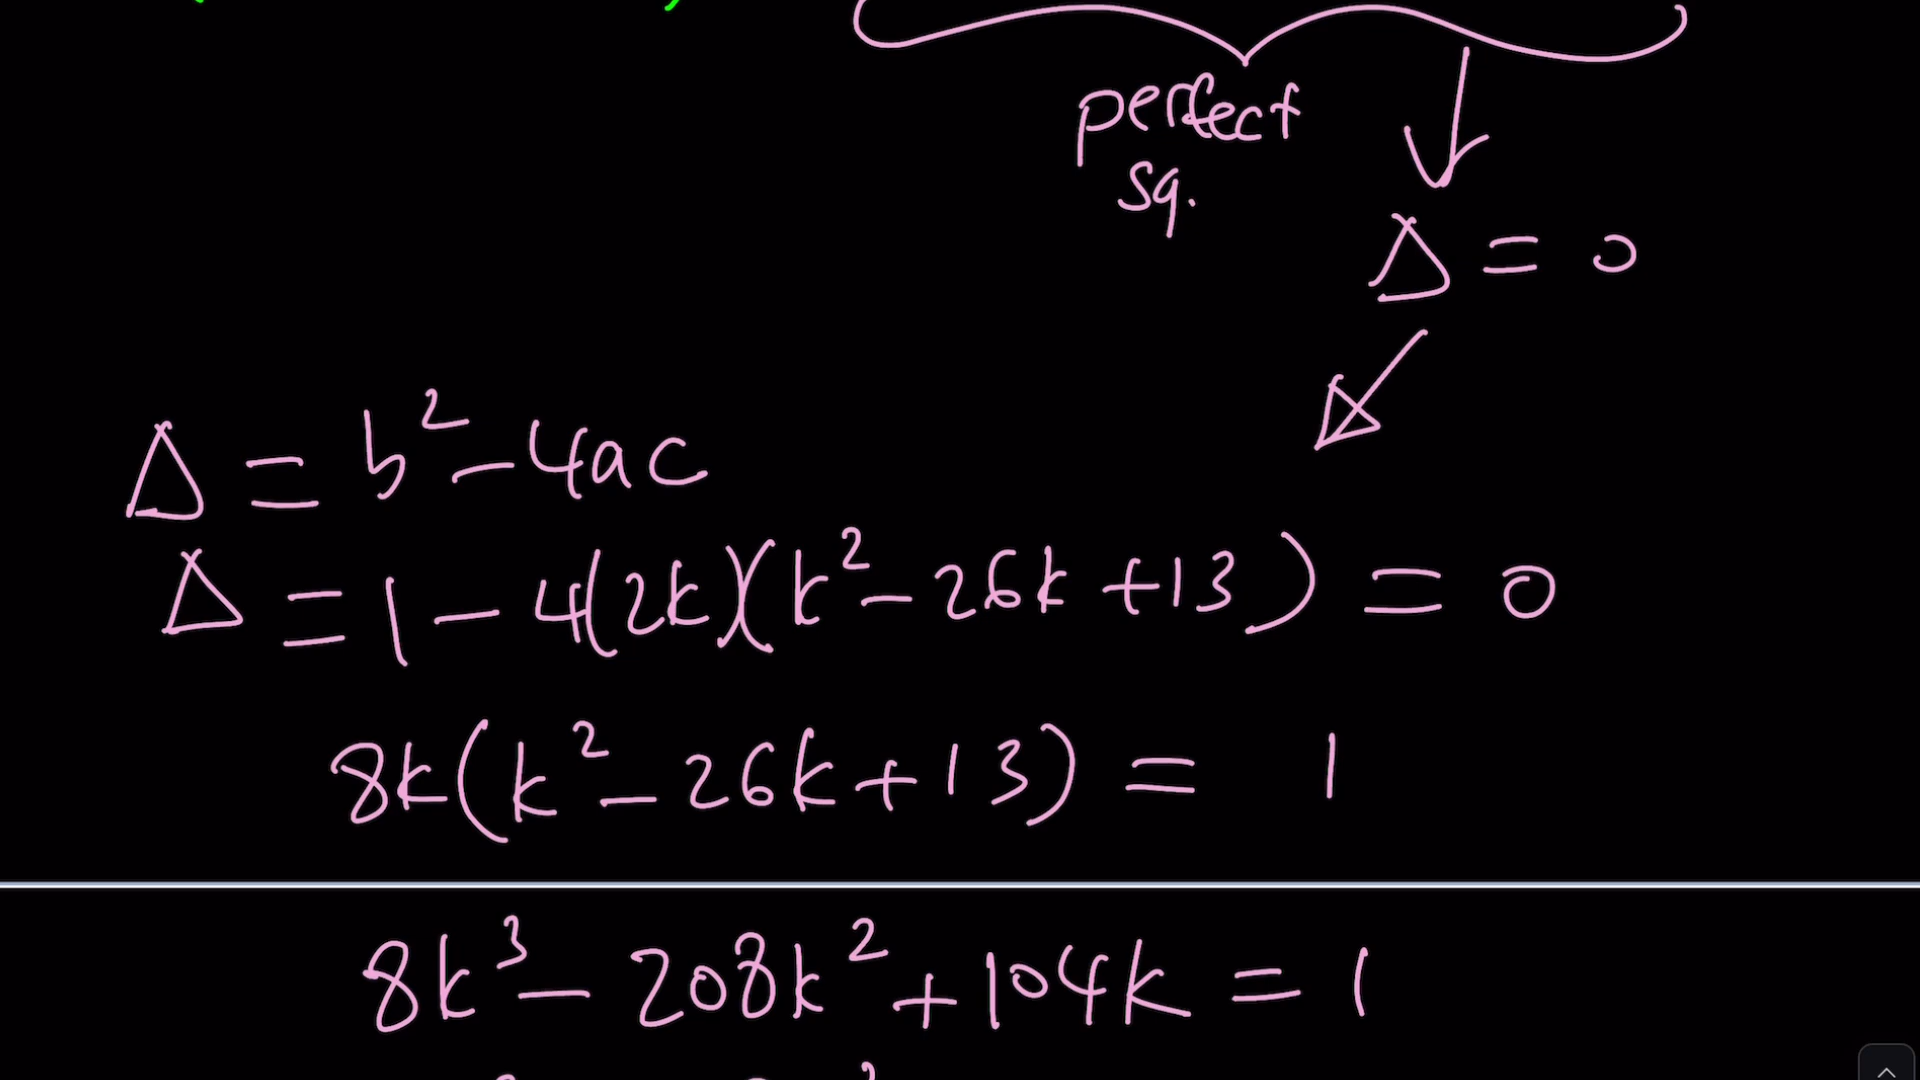 perfect
sq.
Δ = 0
Δ = b² - 4ac
Δ = 1 - 4(2k)(k² - 26k + 13) = 0
8k(k² - 26k + 13) = 1
8k³ - 208k² + 104k = 1